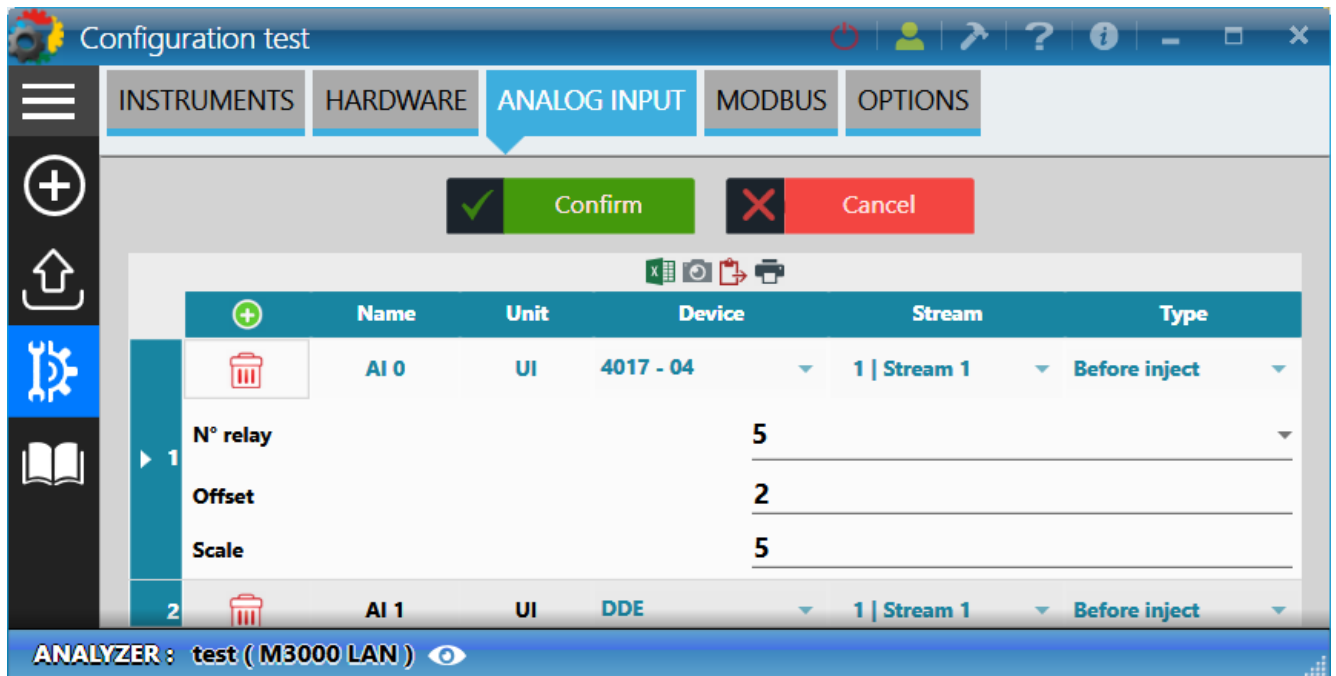 Configuration test
INSTRUMENTS HARDWARE ANALOG INPUT MODBUS OPTIONS
Confirm Cancel
Name Unit Device Stream Type
AI 0 UI 4017 - 04 1 | Stream 1 Before inject
1
N° relay 5
Offset 2
Scale 5
2 AI 1 UI DDE 1 | Stream 1 Before inject
ANALYZER : test ( M3000 LAN )